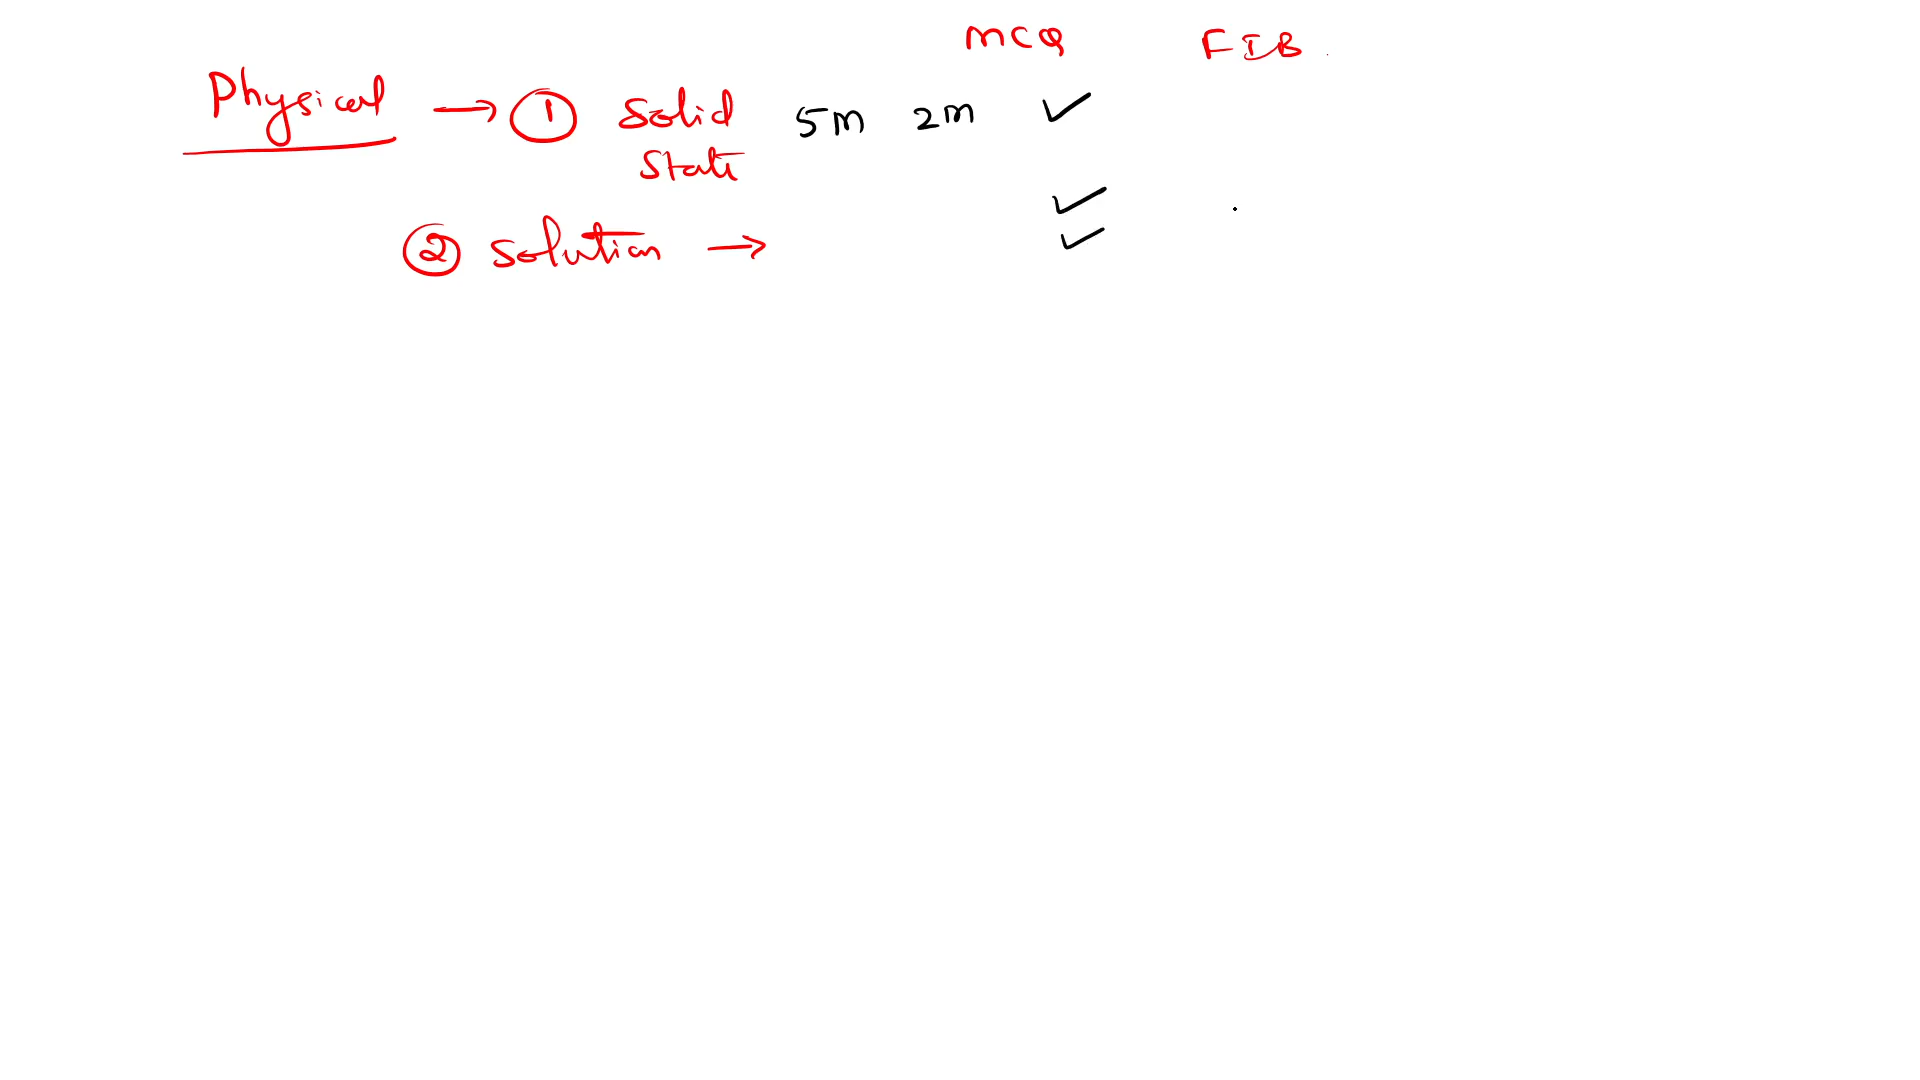 MCQ FIB
Physical → ① Solid 5m 2m ✓
State
✓
② Solution → ✓